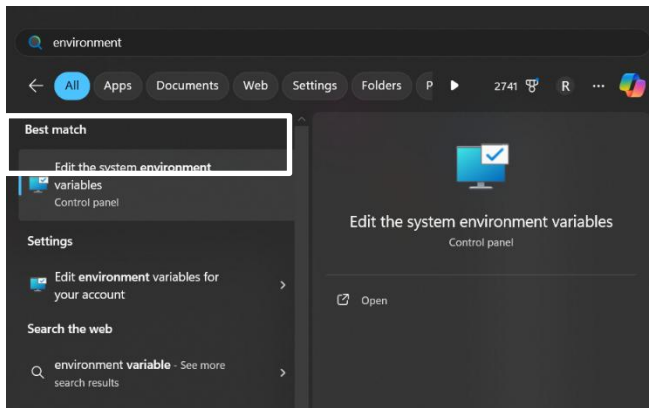 environment
All Apps Documents Web Settings Folders P 2741 R ...
Best match
Edit the system environment
variables
Control panel
Edit the system environment variables
Control panel
Open
Settings
Edit environment variables for
your account
Search the web
environment variable - See more
search results